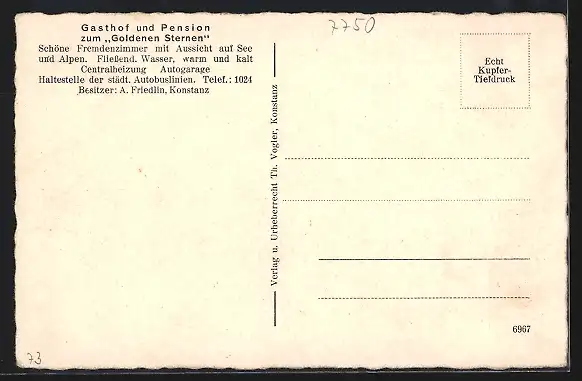 Gasthof und Pension
zum „Goldenen Sternen“
Schöne Fremdenzimmer mit Aussicht auf See
und Alpen. Fließend. Wasser, warm und kalt
Centralheizung Autogarage
Haltestelle der städt. Autobuslinien. Telef.: 1024
Besitzer: A. Friedlin, Konstanz
7750
Echt
Kupfer-
Tiefdruck
Verlag u. Urheberrecht Th. Vogler, Konstanz
6967
73